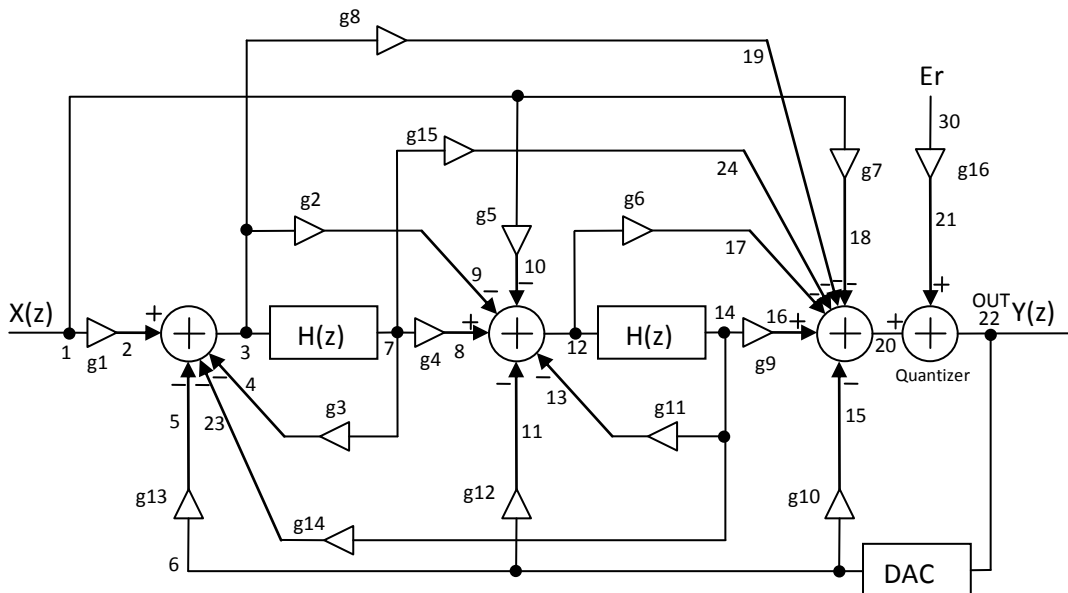 g8
19
Er
30
g15
24
g7
g16
g2
g5
g6
21
17
18
9
10
X(z)
+
+
+
+
+
OUT
Y(z)
1
g1
2
3
H(z)
7
g4
8
12
H(z)
14
16
g9
20
22
Quantizer
4
13
5
23
g3
11
g11
15
g13
g12
g10
g14
6
DAC